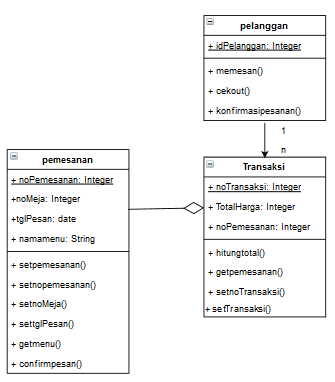 pelanggan
+ idPelanggan: Integer
+ memesan()
+ cekout()
+ konfirmasipesanan()
1
n
pemesanan
+ noPemesanan: Integer
+noMeja: Integer
+tglPesan: date
+ namamenu: String
+ setpemesanan()
+ setnopemesanan()
+ setnoMeja()
+ settglPesan()
+ getmenu()
+ confirmpesan()
Transaksi
+ noTransaksi: Integer
+ TotalHarga: Integer
+ noPemesanan: Integer
+ hitungtotal()
+ getpemesanan()
+ setnoTransaksi()
+ setTransaksi()